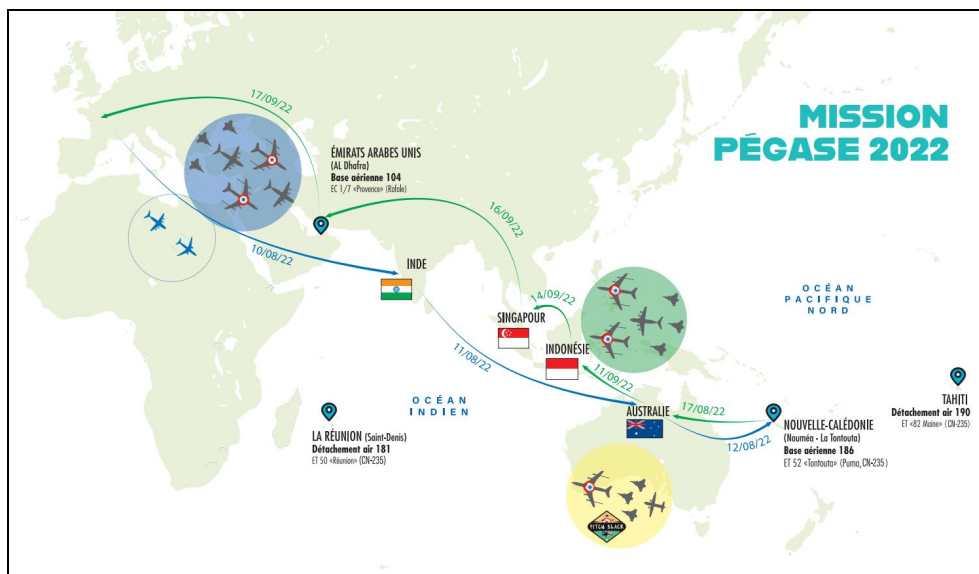 MISSION
PÉGASE 2022
17/09/22
ÉMIRATS ARABES UNIS
(AL Dhafra)
Base aérienne 104
EC 1/7 «Provence» (Rafale)
16/09/22
10/08/22
INDE
14/09/22
SINGAPOUR
INDONÉSIE
11/08/22
11/09/22
OCÉAN
PACIFIQUE
NORD
OCÉAN
INDIEN
LA RÉUNION (Saint-Denis)
Détachement air 181
ET 50 «Réunion» (CN-235)
AUSTRALIE
17/08/22
12/08/22
TAHITI
Détachement air 190
ET «82 Maine» (CN-235)
NOUVELLE-CALÉDONIE
(Nouméa - La Tontouta)
Base aérienne 186
ET 52 «Tontouta» (Puma, CN-235)
PITCH BLACK